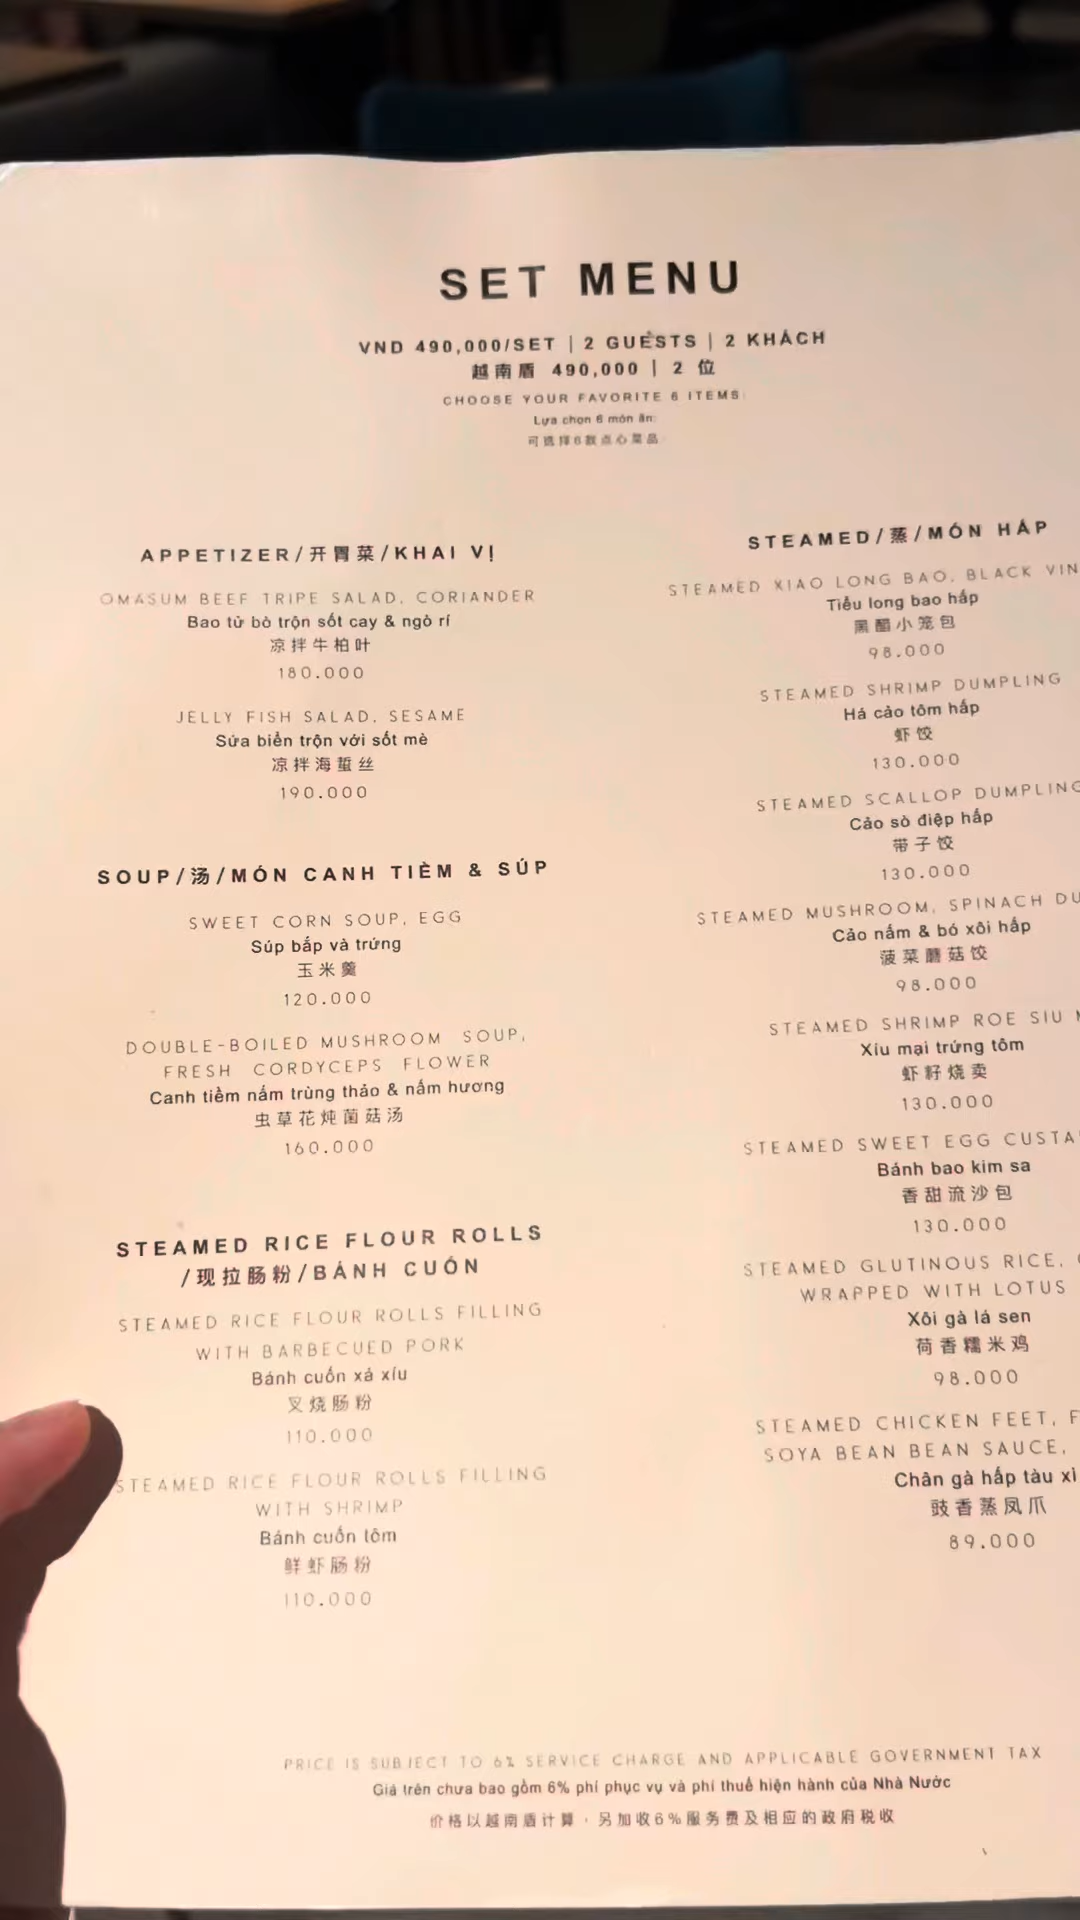 SET MENU
VND 490,000/SET | 2 GUESTS | 2 KHÁCH
越南盾 490,000 | 2 位
CHOOSE YOUR FAVORITE 6 ITEMS:
Lựa chọn 6 món ăn:
可选择6款点心菜品
APPETIZER/开胃菜/KHAI VỊ
OMASUM BEEF TRIPE SALAD, CORIANDER
Bao tử bò trộn sốt cay & ngò rí
凉拌牛柏叶
180.000
JELLY FISH SALAD, SESAME
Sứa biển trộn với sốt mè
凉拌海蜇丝
190.000
SOUP/汤/MÓN CANH TIỀM & SÚP
SWEET CORN SOUP, EGG
Súp bắp và trứng
玉米羹
120.000
DOUBLE-BOILED MUSHROOM SOUP,
FRESH CORDYCEPS FLOWER
Canh tiềm nấm trùng thảo & nấm hương
虫草花炖菌菇汤
160.000
STEAMED RICE FLOUR ROLLS
/现拉肠粉/BÁNH CUỐN
STEAMED RICE FLOUR ROLLS FILLING
WITH BARBECUED PORK
Bánh cuốn xá xíu
叉烧肠粉
110.000
STEAMED RICE FLOUR ROLLS FILLING
WITH SHRIMP
Bánh cuốn tôm
鲜虾肠粉
110.000
STEAMED/蒸/MÓN HẤP
STEAMED XIAO LONG BAO, BLACK VIN
Tiểu long bao hấp
黑醋小笼包
98.000
STEAMED SHRIMP DUMPLING
Há cảo tôm hấp
虾饺
130.000
STEAMED SCALLOP DUMPLING
Cảo sò điệp hấp
带子饺
130.000
STEAMED MUSHROOM, SPINACH DU
Cảo nấm & bó xôi hấp
菠菜蘑菇饺
98.000
STEAMED SHRIMP ROE SIU
Xíu mại trứng tôm
虾籽烧卖
130.000
STEAMED SWEET EGG CUSTA
Bánh bao kim sa
香甜流沙包
130.000
STEAMED GLUTINOUS RICE,
WRAPPED WITH LOTUS
Xôi gà lá sen
荷香糯米鸡
98.000
STEAMED CHICKEN FEET, F
SOYA BEAN BEAN SAUCE,
Chân gà hấp tàu xì
豉香蒸凤爪
89.000
PRICE IS SUBJECT TO 6% SERVICE CHARGE AND APPLICABLE GOVERNMENT TAX
Giá trên chưa bao gồm 6% phí phục vụ và phí thuế hiện hành của Nhà Nước
价格以越南盾计算，另加收6%服务费及相应的政府税收